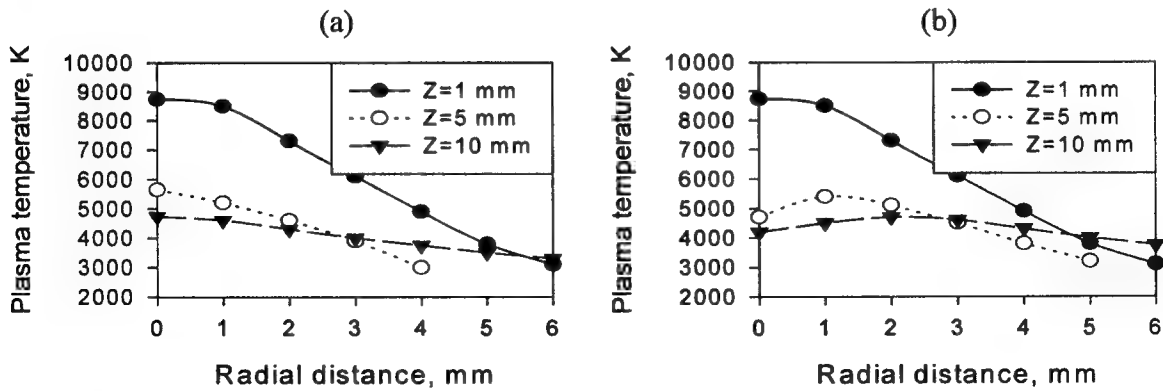 (a)
Plasma temperature, K
10000
9000
8000
7000
6000
5000
4000
3000
2000
Z=1 mm
Z=5 mm
Z=10 mm
0 1 2 3 4 5 6
Radial distance, mm
(b)
Plasma temperature, K
10000
9000
8000
7000
6000
5000
4000
3000
2000
Z=1 mm
Z=5 mm
Z=10 mm
0 1 2 3 4 5 6
Radial distance, mm